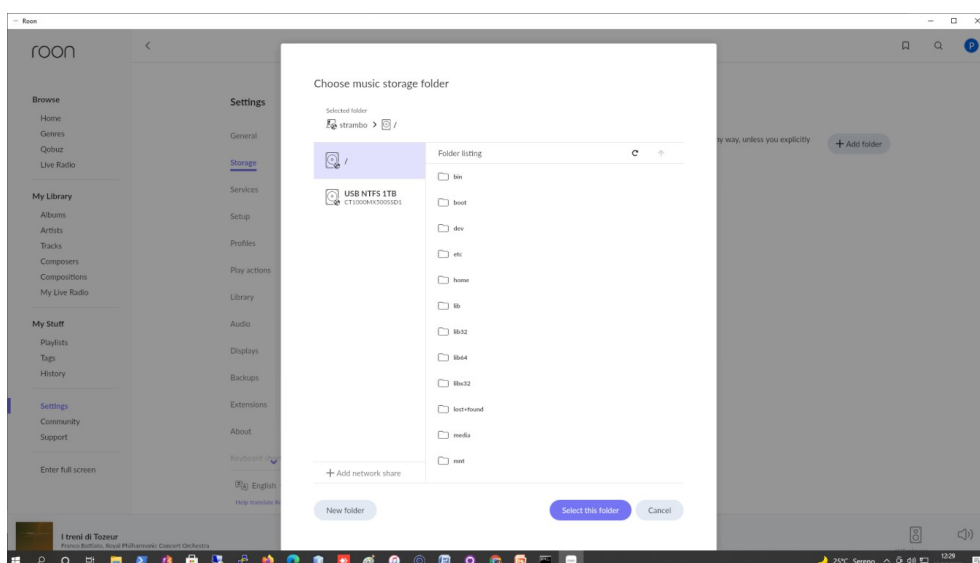 Roon
roon
Browse
Home
Genres
Qobuz
Live Radio
My Library
Albums
Artists
Tracks
Composers
Compositions
My Live Radio
My Stuff
Playlists
Tags
History
Settings
Community
Support
Enter full screen
Settings
General
Storage
Services
Setup
Profiles
Play actions
Library
Audio
Displays
Backups
Extensions
About
English
Choose music storage folder
Selected folder
strambo > /
/
USB NTFS 1TB
CT1000MX500SSD1
+ Add network share
Folder listing
bin
boot
dev
etc
home
lib
lib32
lib64
libx32
lost+found
media
mnt
New folder
Select this folder
Cancel
ny way, unless you explicitly
+ Add folder
P
I treni di Tozeur
Franco Battiato, Royal Philharmonic Concert Orchestra
25°C Sereno
12:29